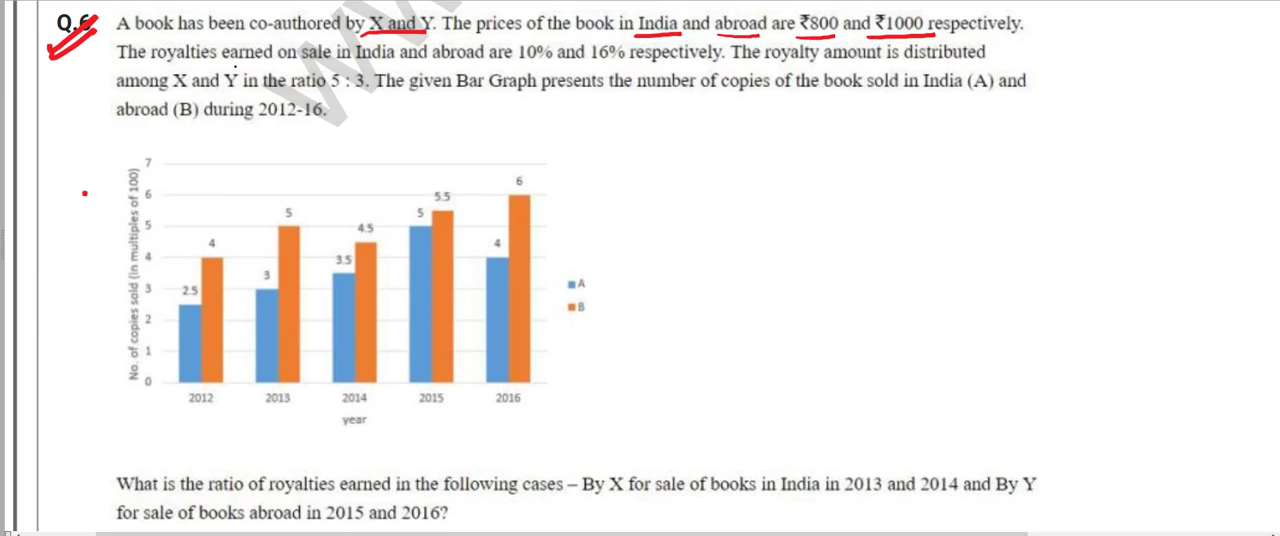 Q.6 A book has been co-authored by X and Y. The prices of the book in India and abroad are ₹800 and ₹1000 respectively.
The royalties earned on sale in India and abroad are 10% and 16% respectively. The royalty amount is distributed
among X and Y in the ratio 5 : 3. The given Bar Graph presents the number of copies of the book sold in India (A) and
abroad (B) during 2012-16.
No. of copies sold (in multiples of 100)
7
6
5
4
3
2
1
0
2.5 4
3 5
3.5 4.5
5 5.5
4 6
A
B
2012 2013 2014 2015 2016
year
What is the ratio of royalties earned in the following cases – By X for sale of books in India in 2013 and 2014 and By Y
for sale of books abroad in 2015 and 2016?